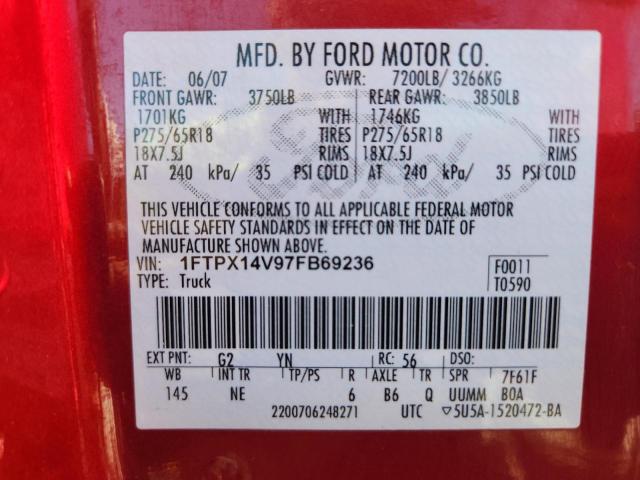 MFD. BY FORD MOTOR CO.
DATE: 06/07 GVWR: 7200LB/ 3266KG
FRONT GAWR: 3750LB REAR GAWR: 3850LB
1701KG WITH 1746KG WITH
P275/65R18 TIRES P275/65R18 TIRES
18X7.5J RIMS 18X7.5J RIMS
AT 240 kPa/ 35 PSI COLD AT 240 kPa/ 35 PSI COLD
THIS VEHICLE CONFORMS TO ALL APPLICABLE FEDERAL MOTOR
VEHICLE SAFETY STANDARDS IN EFFECT ON THE DATE OF
MANUFACTURE SHOWN ABOVE.
VIN: 1FTPX14V97FB69236 F0011
TYPE: Truck T0590
EXT PNT: G2 YN RC: 56 DSO:
WB INT TR TP/PS R AXLE TR SPR 7F61F
145 NE 6 B6 Q UUMM BOA
2200706248271 UTC ▽5U5A-1520472-BA